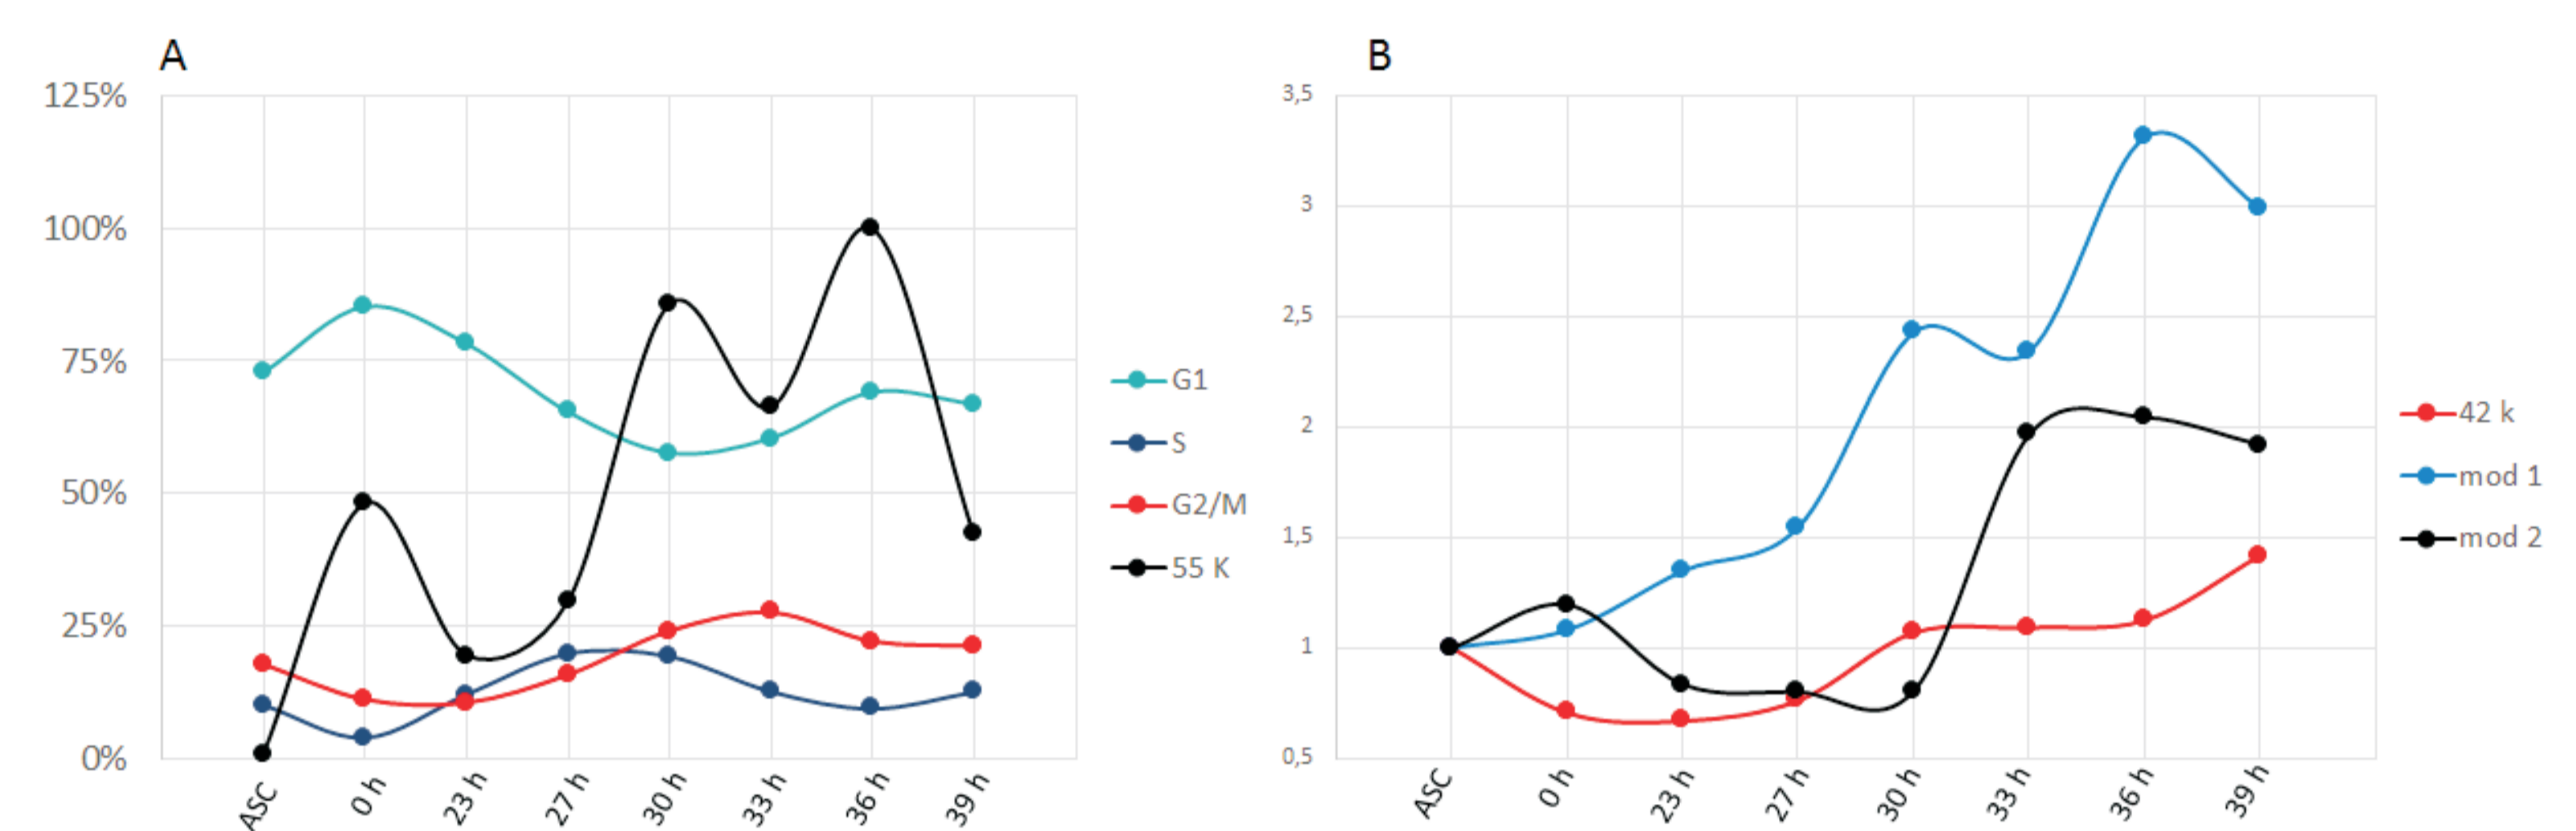 A
125%
100%
75%
50%
25%
0%
ASC
0 h
23 h
27 h
30 h
33 h
36 h
39 h
G1
S
G2/M
55 K
B
3,5
3
2,5
2
1,5
1
0,5
ASC
0 h
23 h
27 h
30 h
33 h
36 h
39 h
42 k
mod 1
mod 2